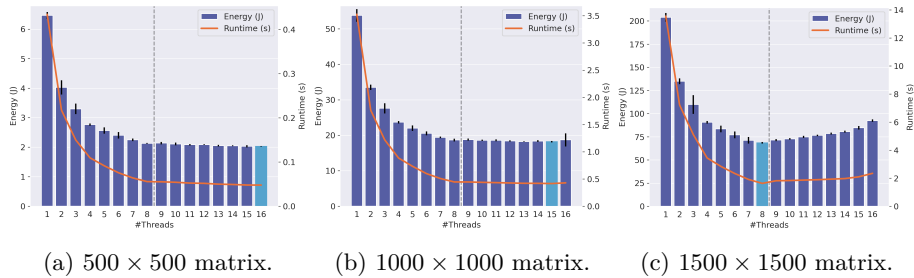 Energy (J)
Runtime (s)
6
5
4
3
2
1
0
Energy (J)
0.4
0.3
0.2
0.1
0.0
Runtime (s)
1 2 3 4 5 6 7 8 9 10 11 12 13 14 15 16
#Threads
(a) 500 × 500 matrix.
Energy (J)
Runtime (s)
50
40
30
20
10
0
Energy (J)
3.5
3.0
2.5
2.0
1.5
1.0
0.5
0.0
Runtime (s)
1 2 3 4 5 6 7 8 9 10 11 12 13 14 15 16
#Threads
(b) 1000 × 1000 matrix.
Energy (J)
Runtime (s)
200
175
150
125
100
75
50
25
0
Energy (J)
14
12
10
8
6
4
2
0
Runtime (s)
1 2 3 4 5 6 7 8 9 10 11 12 13 14 15 16
#Threads
(c) 1500 × 1500 matrix.